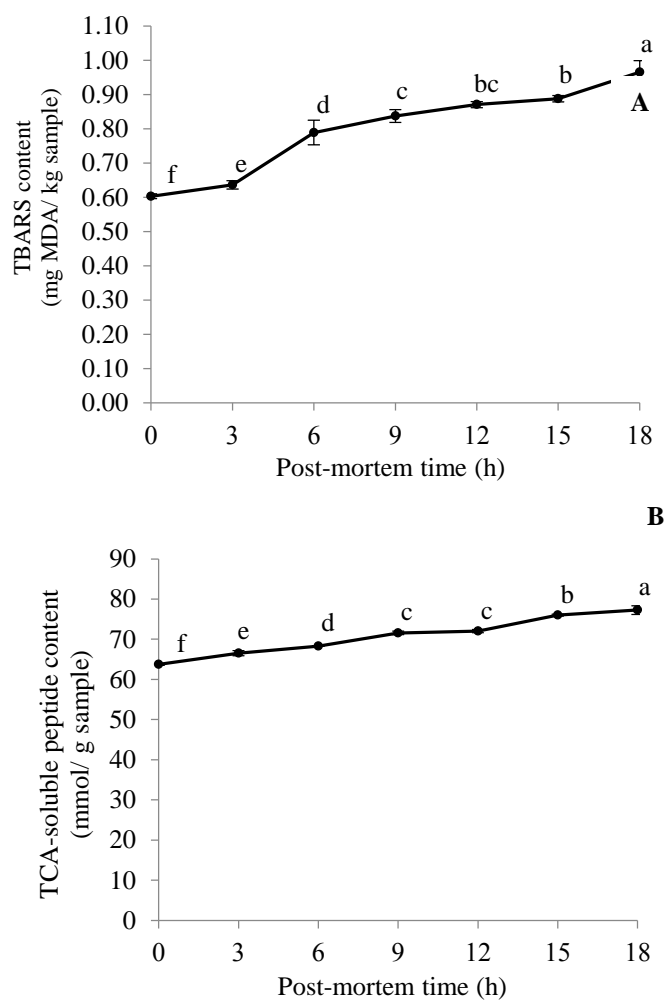 1.10
1.00
0.90
0.80
0.70
0.60
0.50
0.40
0.30
0.20
0.10
0.00
TBARS content
(mg MDA/ kg sample)
f
e
d
c
bc
b
a
A
0 3 6 9 12 15 18
Post-mortem time (h)
B
90
80
70
60
50
40
30
20
10
0
TCA-soluble peptide content
(mmol/ g sample)
f
e
d
c
c
b
a
0 3 6 9 12 15 18
Post-mortem time (h)